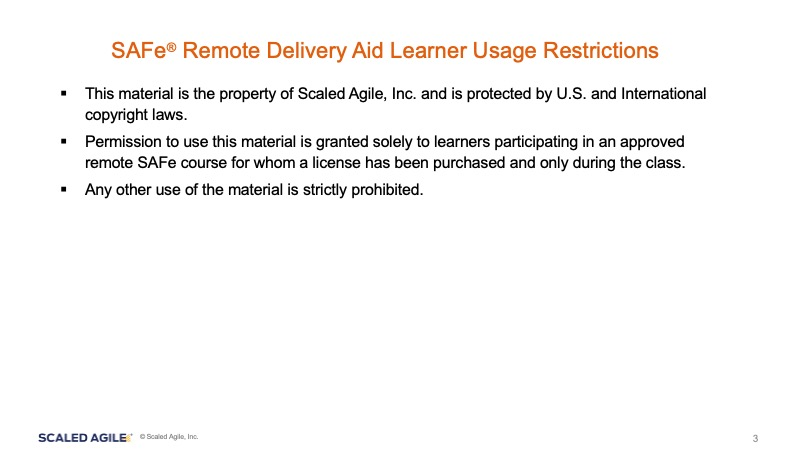 SAFe® Remote Delivery Aid Learner Usage Restrictions
▪ This material is the property of Scaled Agile, Inc. and is protected by U.S. and International
copyright laws.
▪ Permission to use this material is granted solely to learners participating in an approved
remote SAFe course for whom a license has been purchased and only during the class.
▪ Any other use of the material is strictly prohibited.
SCALED AGILE © Scaled Agile, Inc.
3